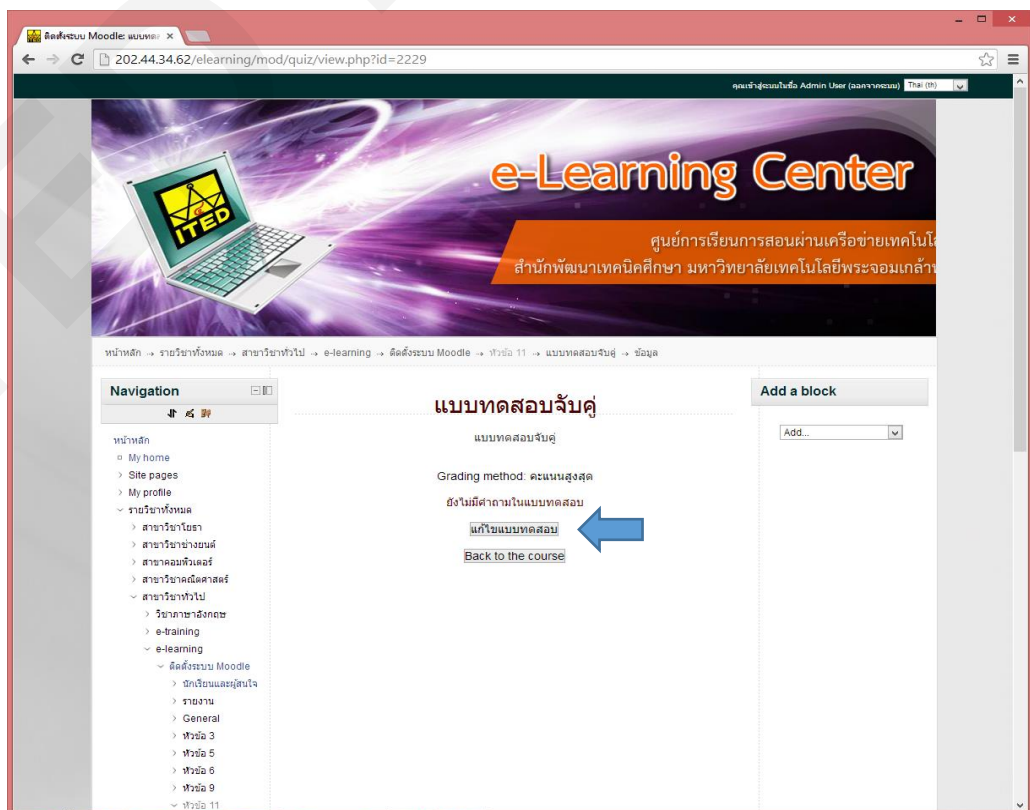 ติดตั้งระบบ Moodle: แบบทด
202.44.34.62/elearning/mod/quiz/view.php?id=2229
คุณเข้าสู่ระบบในชื่อ Admin User (ออกจากระบบ) Thai (th)
e-Learning Center
ITED
ศูนย์การเรียนการสอนผ่านเครือข่ายเทคโนโล
สำนักพัฒนาเทคนิคศึกษา มหาวิทยาลัยเทคโนโลยีพระจอมเกล้าพ
หน้าหลัก → รายวิชาทั้งหมด → สาขาวิชาทั่วไป → e-learning → ติดตั้งระบบ Moodle → หัวข้อ 11 → แบบทดสอบจับคู่ → ข้อมูล
Navigation
หน้าหลัก
My home
Site pages
My profile
รายวิชาทั้งหมด
สาขาวิชาโยธา
สาขาวิชาช่างยนต์
สาขาคอมพิวเตอร์
สาขาวิชาคณิตศาสตร์
สาขาวิชาทั่วไป
วิชาภาษาอังกฤษ
e-training
e-learning
ติดตั้งระบบ Moodle
นักเรียนและผู้สนใจ
รายงาน
General
หัวข้อ 3
หัวข้อ 5
หัวข้อ 6
หัวข้อ 9
หัวข้อ 11
แบบทดสอบจับคู่
แบบทดสอบจับคู่
Grading method: คะแนนสูงสุด
ยังไม่มีคำถามในแบบทดสอบ
แก้ไขแบบทดสอบ
Back to the course
Add a block
Add...